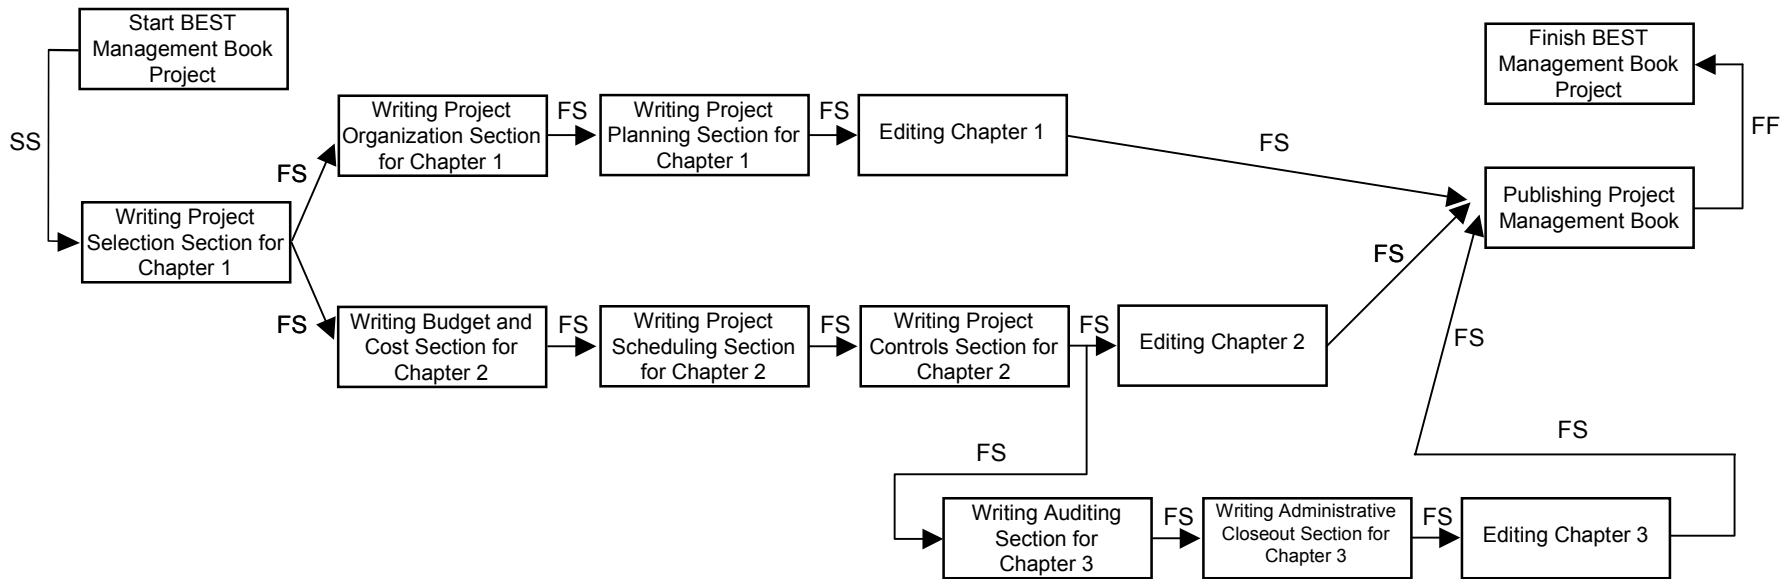 Start BEST
Management Book
Project
Finish BEST
Management Book
Project
SS
FS
Writing Project
Organization Section
for Chapter 1
FS
Writing Project
Planning Section for
Chapter 1
FS
Editing Chapter 1
FS
FF
Writing Project
Selection Section for
Chapter 1
Publishing Project
Management Book
FS
FS
Writing Budget and
Cost Section for
Chapter 2
FS
Writing Project
Scheduling Section
for Chapter 2
FS
Writing Project
Controls Section for
Chapter 2
FS
Editing Chapter 2
FS
FS
FS
Writing Auditing
Section for
Chapter 3
FS
Writing Administrative
Closeout Section for
Chapter 3
FS
Editing Chapter 3
FS